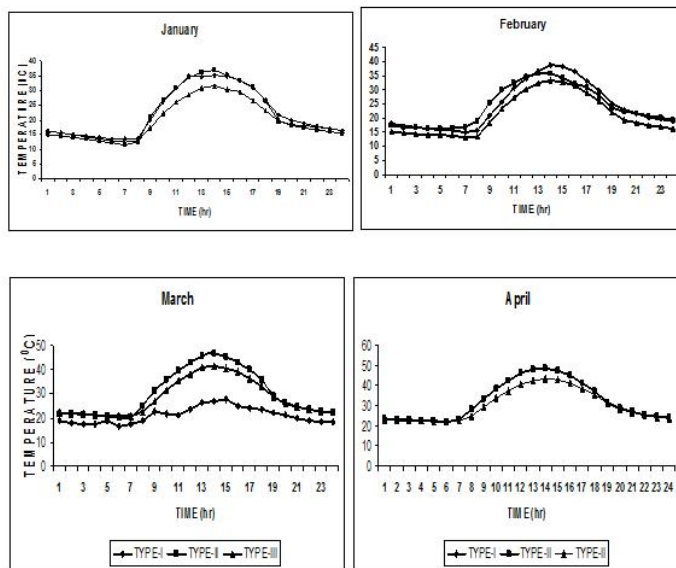 January
TEMPERATURE (0C)
40
35
30
25
20
15
10
5
0
1 3 5 7 9 11 13 15 17 19 21 23
TIME (hr)
February
45
40
35
30
25
20
15
10
5
0
1 3 5 7 9 11 13 15 17 19 21 23
TIME (hr)
March
TEMPERATURE (⁰C)
50
40
30
20
10
0
1 3 5 7 9 11 13 15 17 19 21 23
TIME (hr)
TYPE-I TYPE-II TYPE-III
April
60
50
40
30
20
10
0
1 2 3 4 5 6 7 8 9 10 11 12 13 14 15 16 17 18 19 20 21 22 23 24
TIME (hr)
TYPE-I TYPE-II TYPE-II